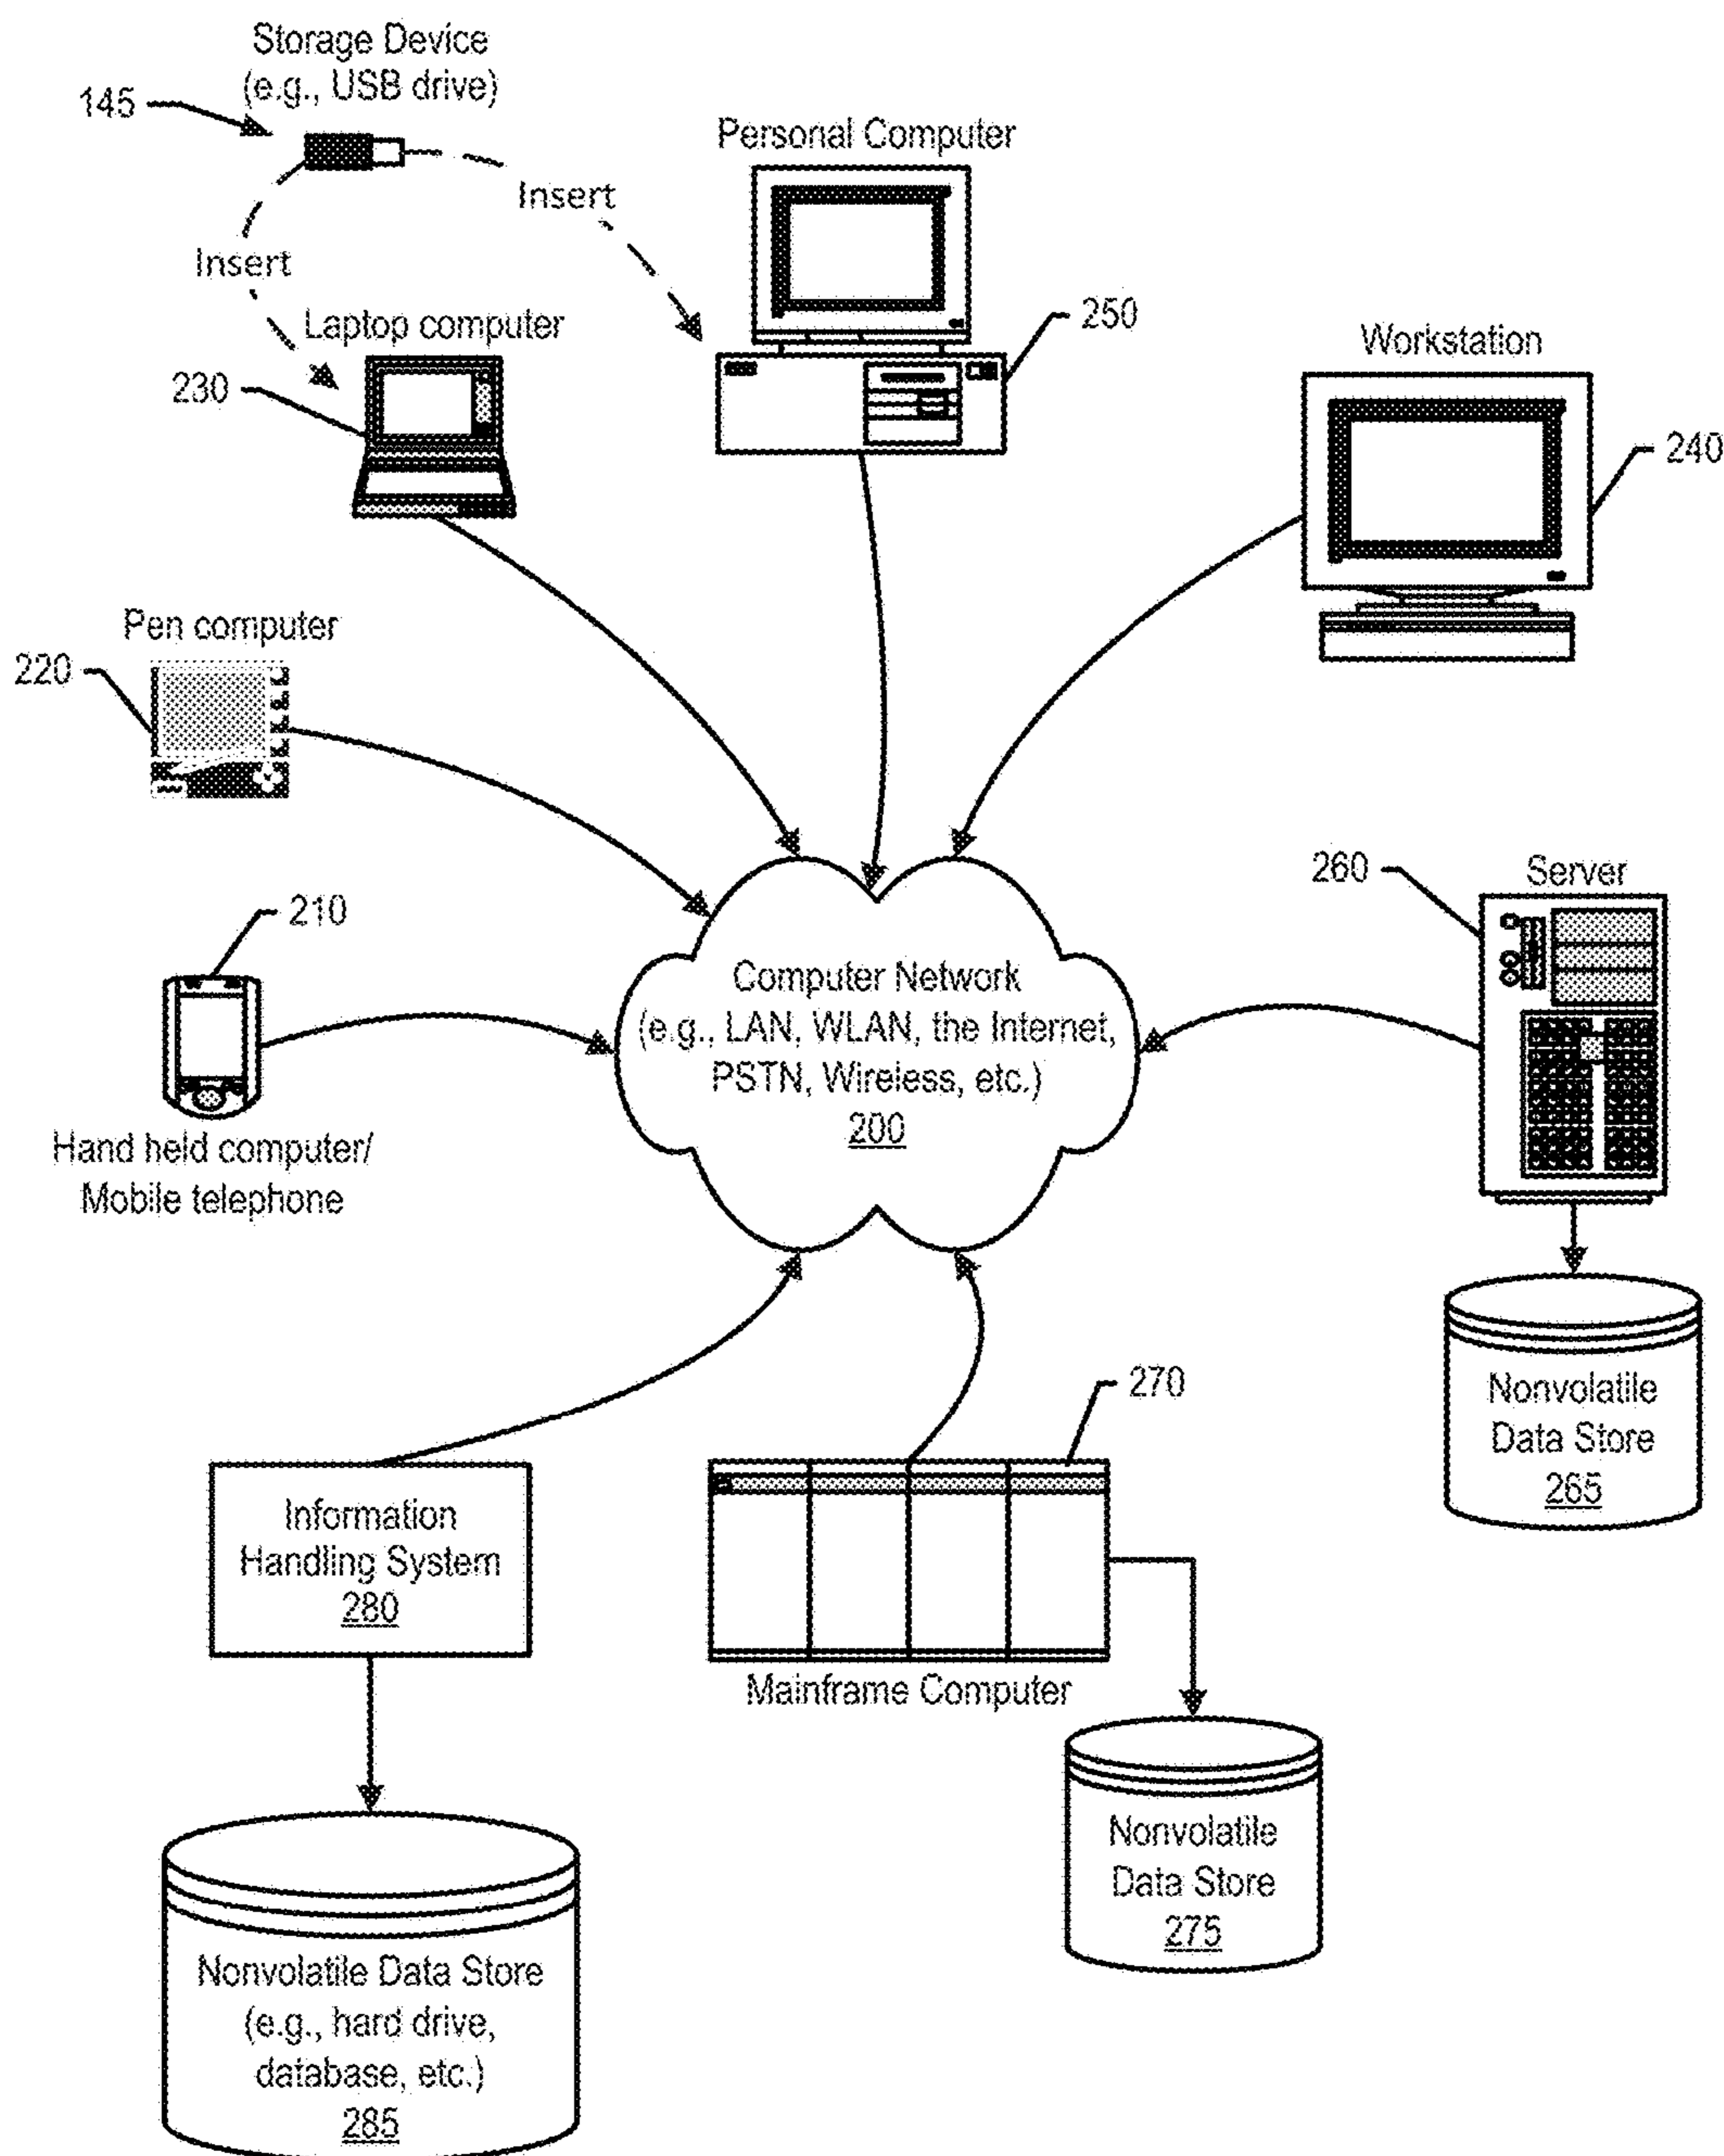 Storage Device
(e.g., USB drive)
145
Personal Computer
Insert
Insert
Laptop computer
250
Workstation
230
240
Pen computer
220
260
Server
210
Computer Network
(e.g., LAN, WLAN, the Internet,
PSTN, Wireless, etc.)
200
Hand held computer/
Mobile telephone
270
Nonvolatile
Data Store
265
Information
Handling System
280
Mainframe Computer
Nonvolatile
Data Store
275
Nonvolatile Data Store
(e.g., hard drive,
database, etc.)
285